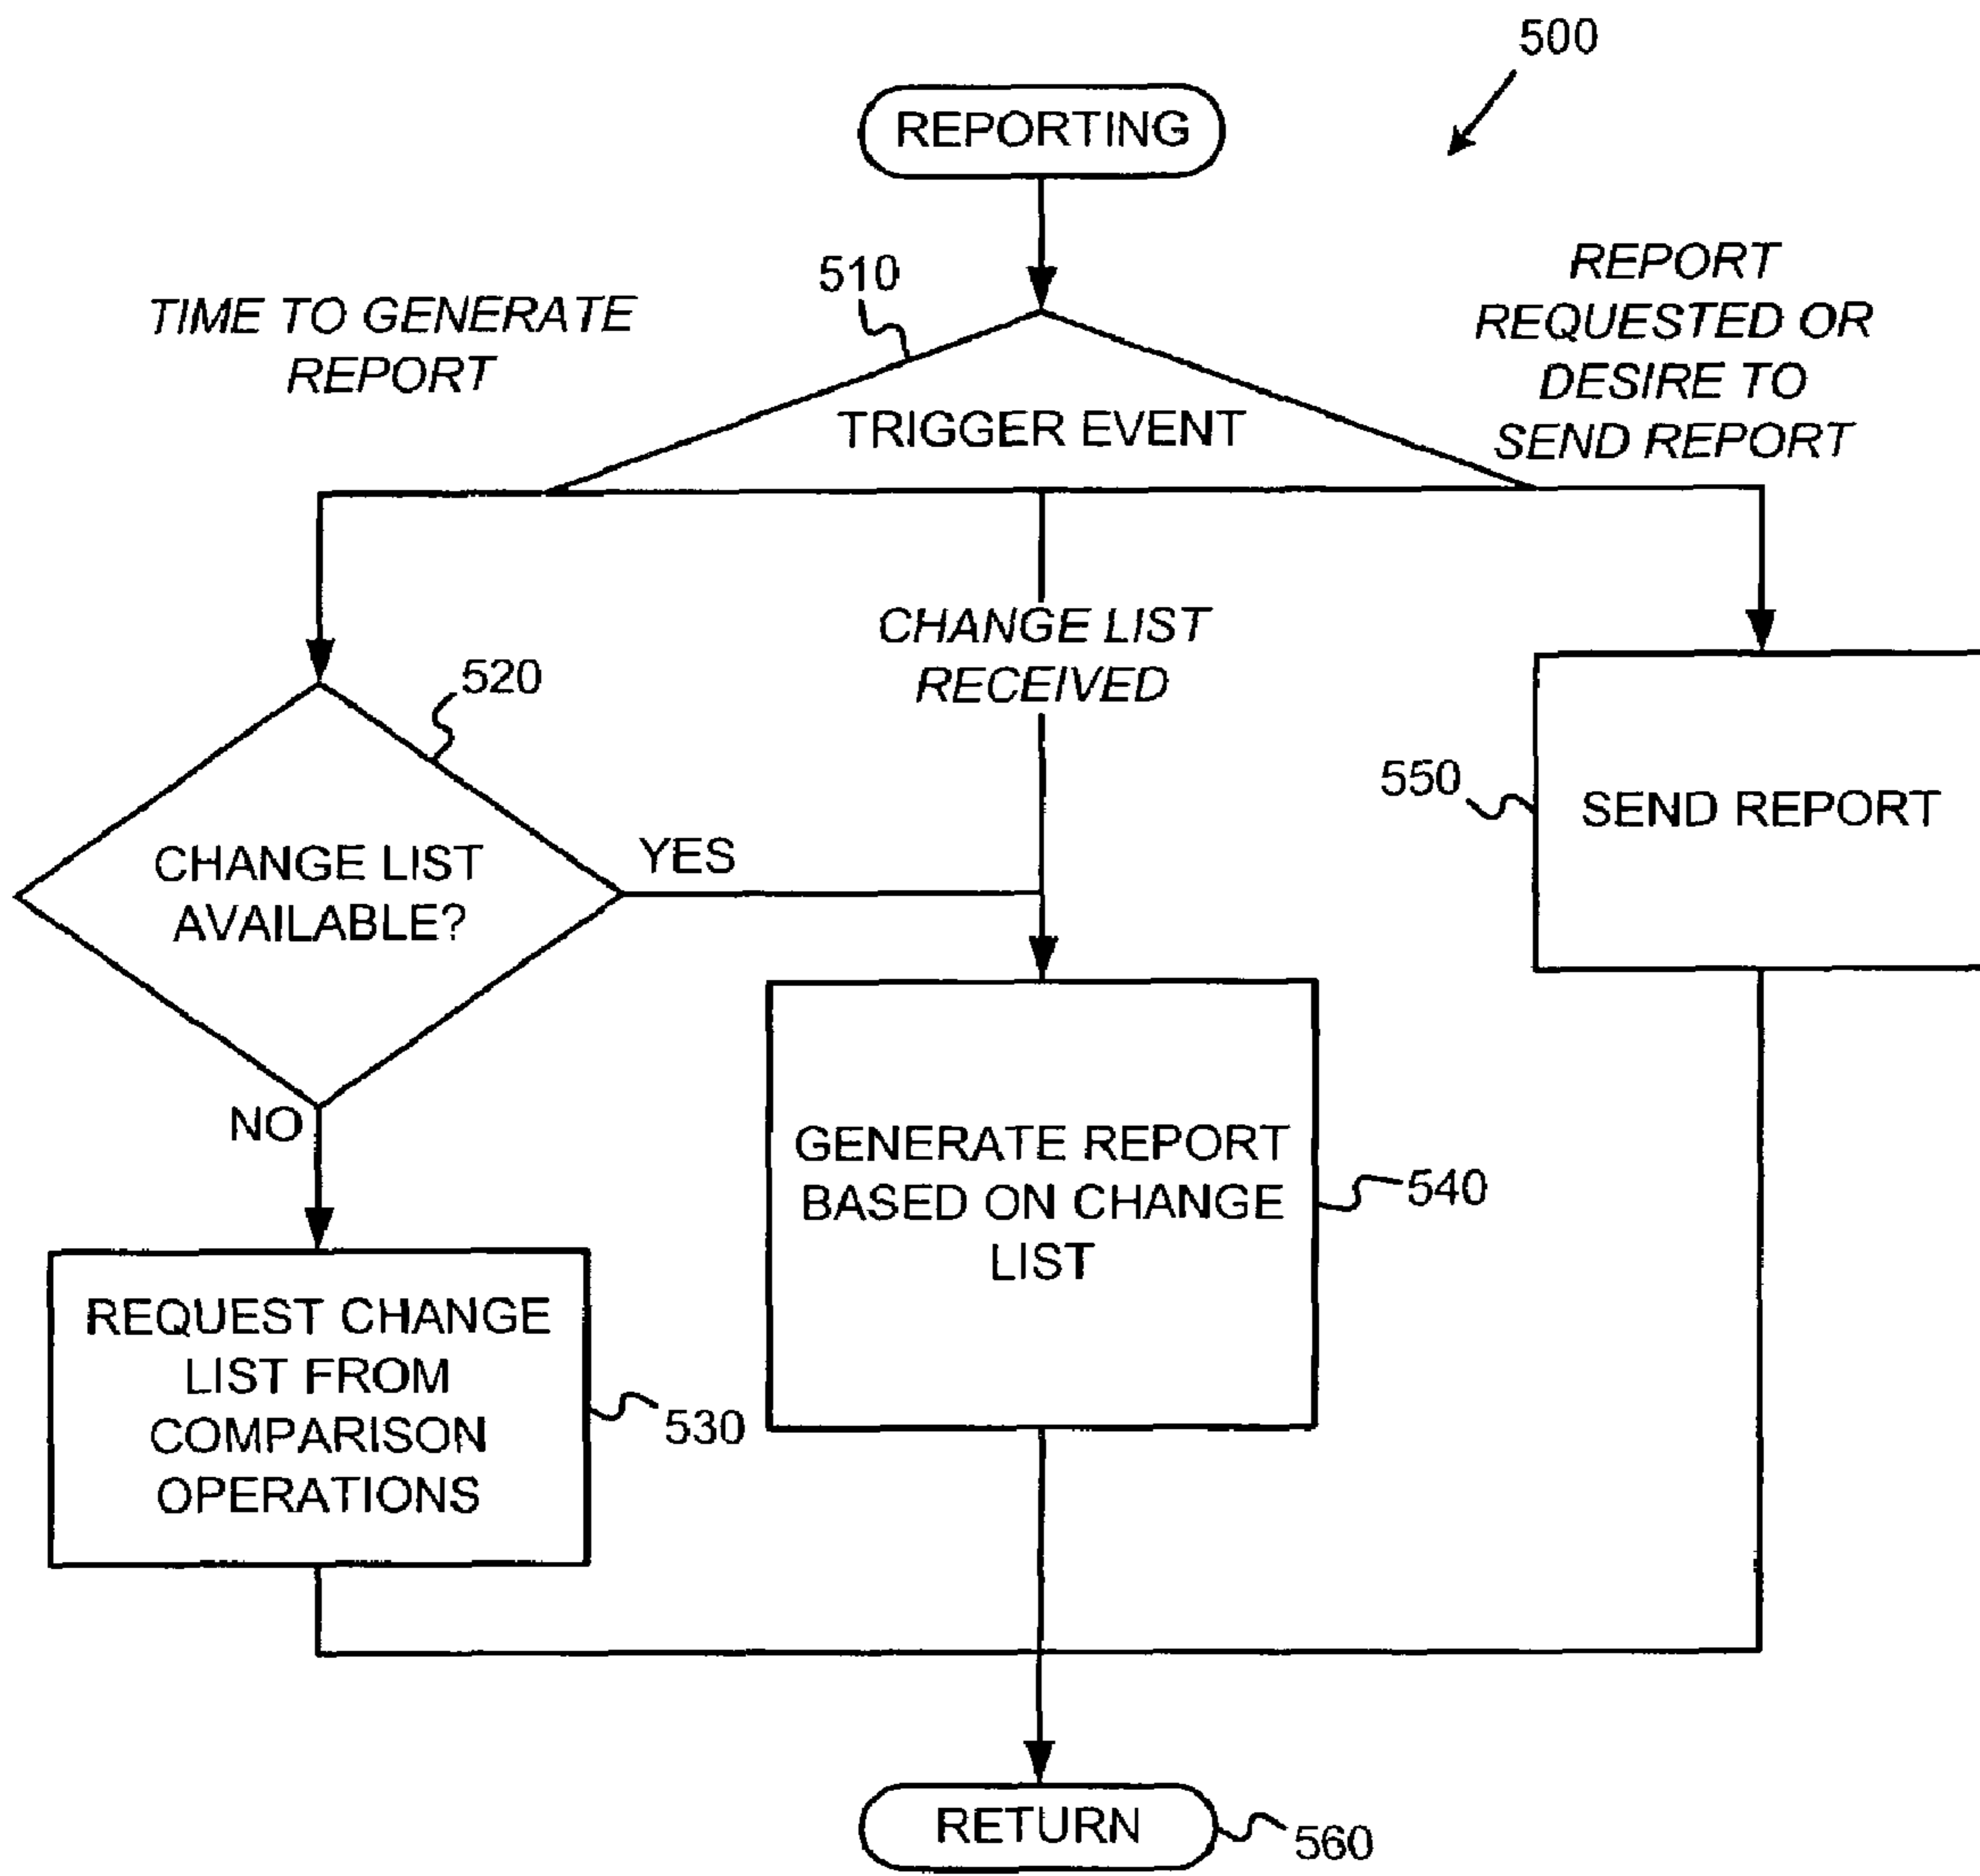 500
REPORTING
510
TIME TO GENERATE
REPORT
REPORT
REQUESTED OR
DESIRE TO
SEND REPORT
TRIGGER EVENT
CHANGE LIST
RECEIVED
520
CHANGE LIST
AVAILABLE?
YES
NO
550
SEND REPORT
GENERATE REPORT
BASED ON CHANGE
LIST
540
REQUEST CHANGE
LIST FROM
COMPARISON
OPERATIONS
530
RETURN
560